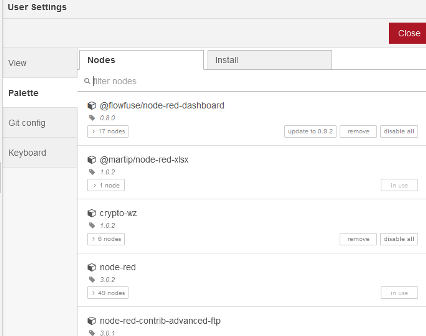 User Settings
Close
View
Palette
Git config
Keyboard
Nodes
Install
filter nodes
@flowfuse/node-red-dashboard
0.8.0
17 nodes
update to 0.9.2
remove
disable all
@martip/node-red-xlsx
1.0.2
1 node
in use
crypto-wz
1.0.2
6 nodes
remove
disable all
node-red
3.0.2
49 nodes
in use
node-red-contrib-advanced-ftp
3.0.1